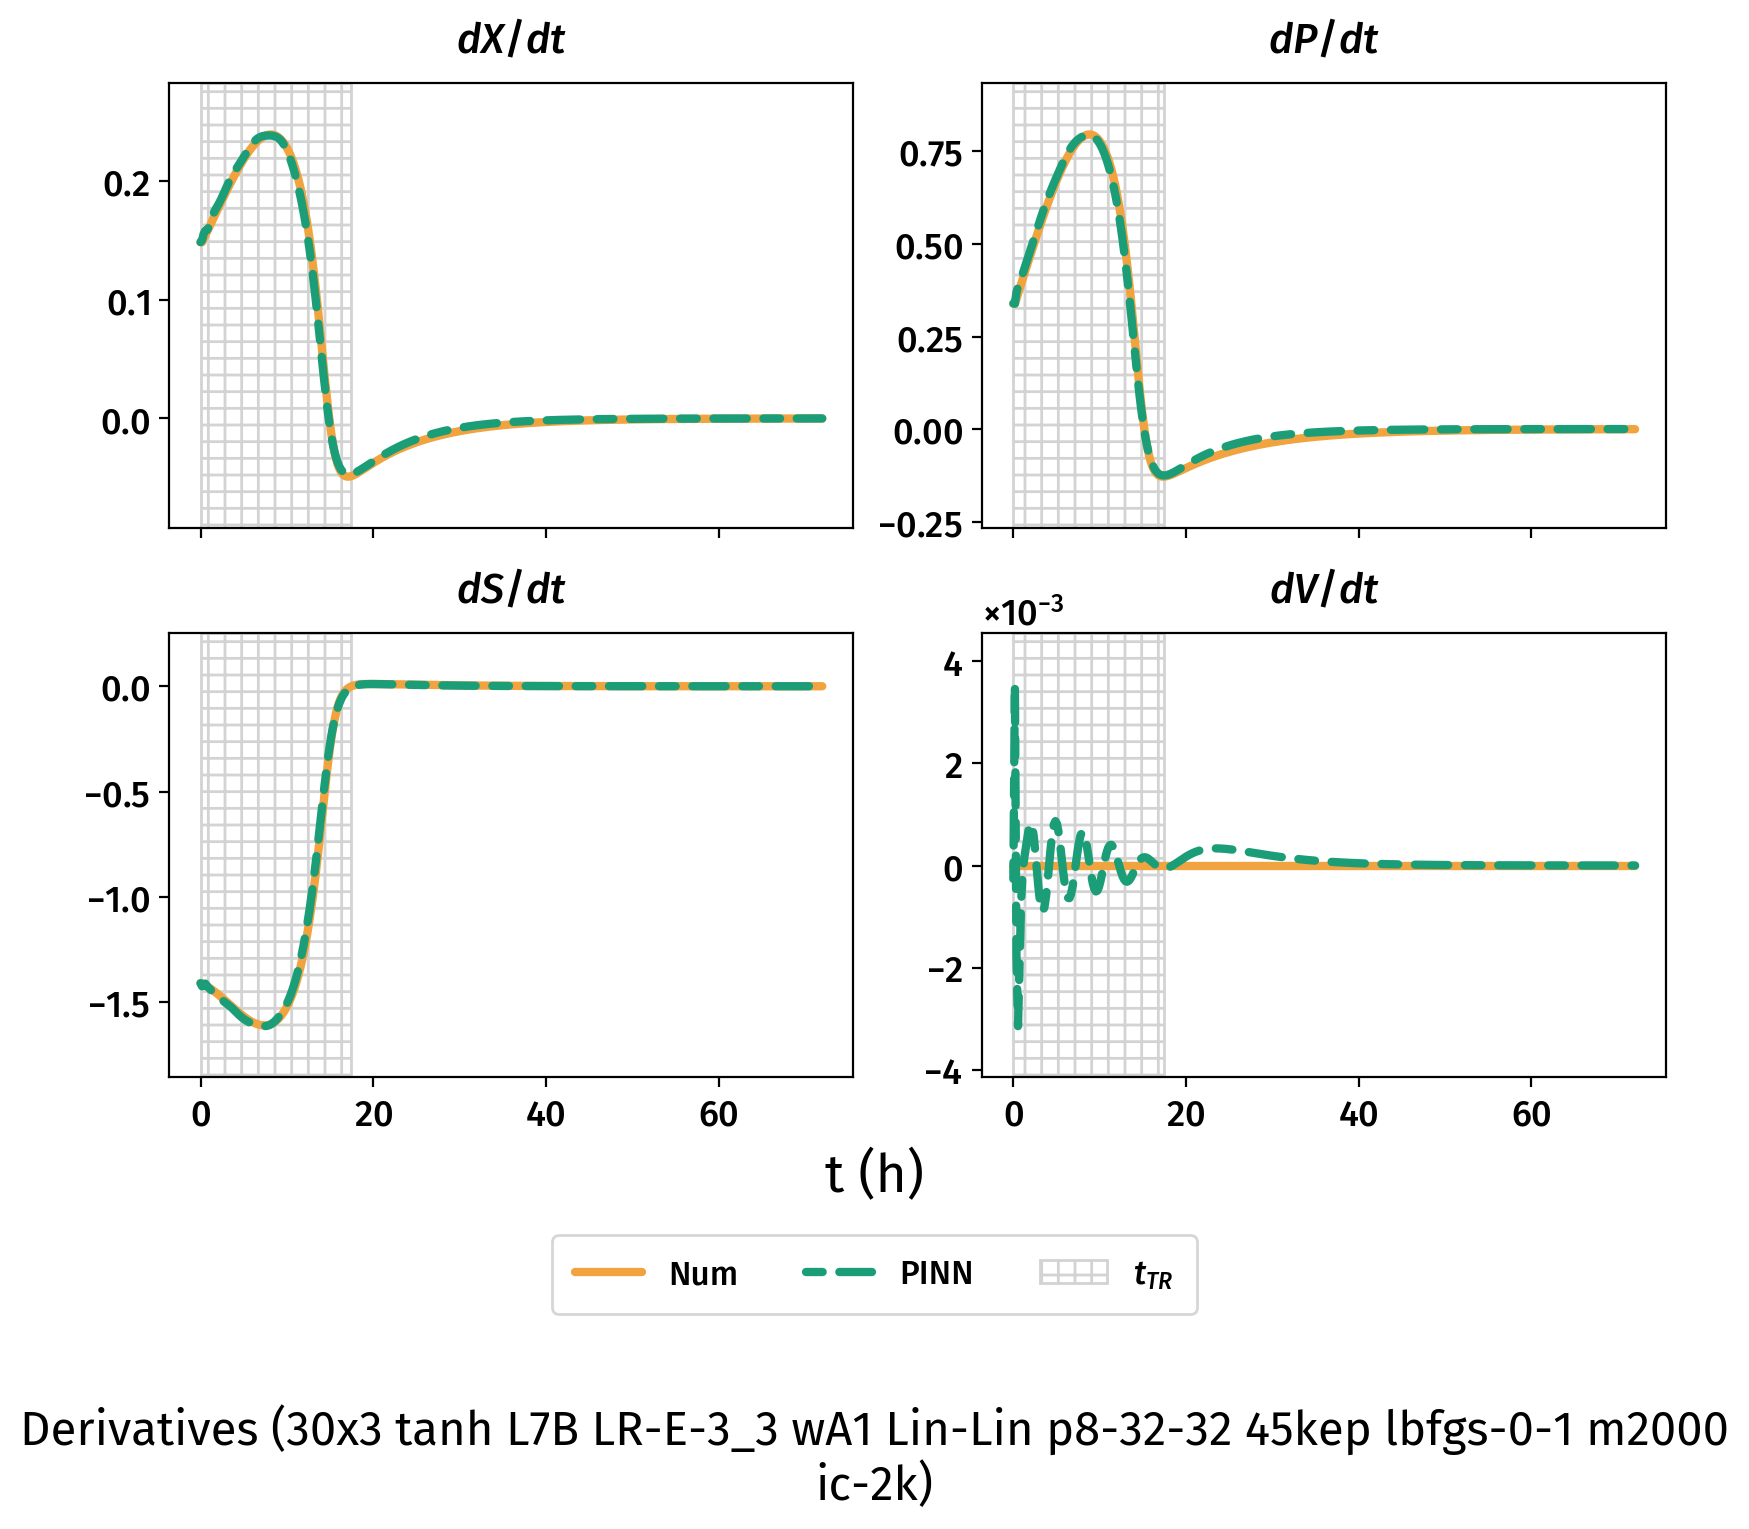 dX/dt
dP/dt
0.2
0.1
0.0
0.75
0.50
0.25
0.00
−0.25
dS/dt
dV/dt
×10⁻³
0.0
−0.5
−1.0
−1.5
4
2
0
−2
−4
0 20 40 60
0 20 40 60
t (h)
Num PINN t_TR
Derivatives (30x3 tanh L7B LR-E-3_3 wA1 Lin-Lin p8-32-32 45kep lbfgs-0-1 m2000
ic-2k)